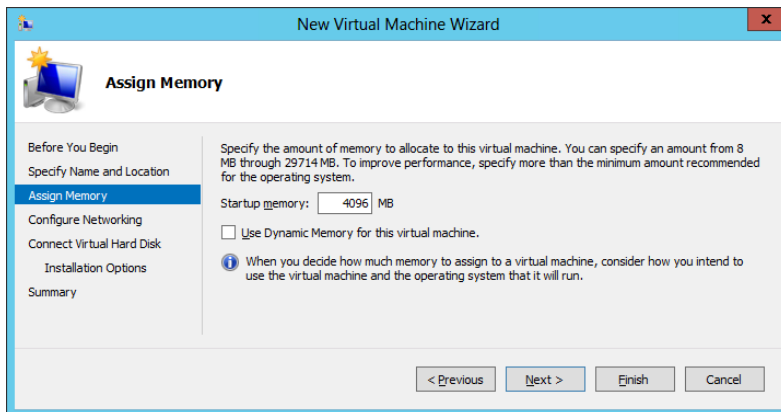 New Virtual Machine Wizard
x
Assign Memory
Before You Begin
Specify Name and Location
Assign Memory
Configure Networking
Connect Virtual Hard Disk
Installation Options
Summary
Specify the amount of memory to allocate to this virtual machine. You can specify an amount from 8
MB through 29714 MB. To improve performance, specify more than the minimum amount recommended
for the operating system.
Startup memory: 4096 MB
Use Dynamic Memory for this virtual machine.
When you decide how much memory to assign to a virtual machine, consider how you intend to
use the virtual machine and the operating system that it will run.
< Previous Next > Finish Cancel